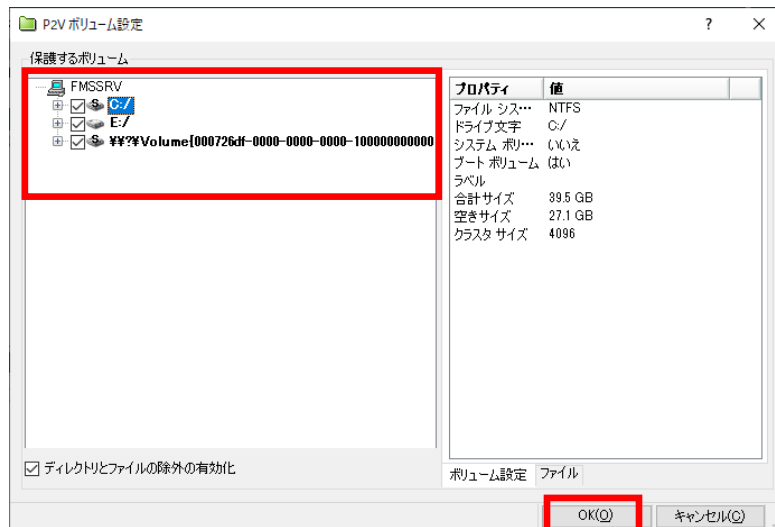 P2V ボリューム設定
?
保護するボリューム
FMSSRV
C:/
E:/
¥¥?¥Volume{000726df-0000-0000-0000-100000000000
プロパティ 値
ファイル シス… NTFS
ドライブ文字 C:/
システム ボリ… いいえ
ブート ボリューム はい
ラベル
合計サイズ 39.5 GB
空きサイズ 27.1 GB
クラスタ サイズ 4096
ディレクトリとファイルの除外の有効化
ボリューム設定 ファイル
OK(O) キャンセル(C)